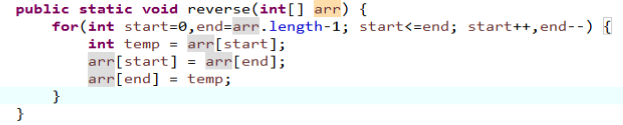 public static void reverse(int[] arr) {
    for(int start=0,end=arr.length-1; start<=end; start++,end--) {
        int temp = arr[start];
        arr[start] = arr[end];
        arr[end] = temp;
    }
}